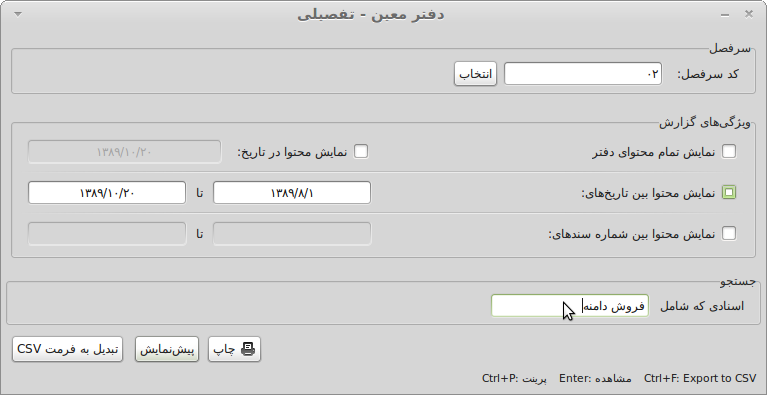 دفتر معین - تفصیلی
سرفصل
کد سرفصل: ۰۲ انتخاب
ویژگی‌های گزارش
نمایش تمام محتوای دفتر نمایش محتوا در تاریخ: ۱۳۸۹/۱۰/۲۰
نمایش محتوا بین تاریخ‌های: ۱۳۸۹/۸/۱ تا ۱۳۸۹/۱۰/۲۰
نمایش محتوا بین شماره سندهای: تا
جستجو
اسنادی که شامل فروش دامنه
چاپ پیش‌نمایش تبدیل به فرمت CSV
Ctrl+P: پرینت Enter: مشاهده Ctrl+F: Export to CSV